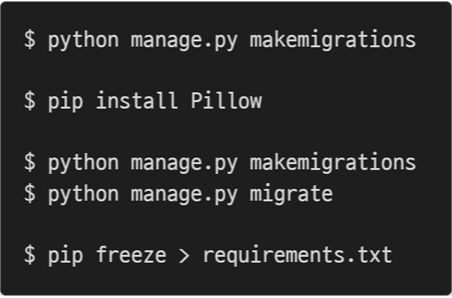 $ python manage.py makemigrations
$ pip install Pillow
$ python manage.py makemigrations
$ python manage.py migrate
$ pip freeze > requirements.txt